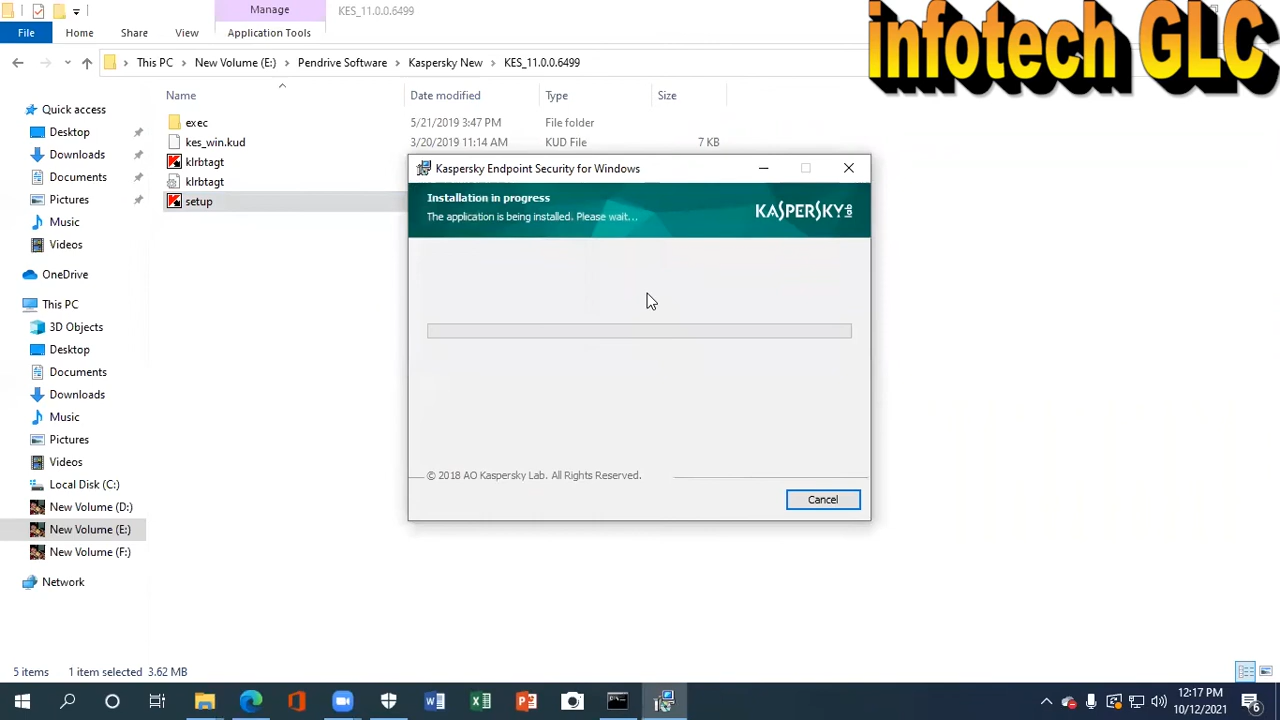 Manage
KES_11.0.0.6499
infotech GLC
File
Home
Share
View
Application Tools
This PC
New Volume (E:)
Pendrive Software
Kaspersky New
KES_11.0.0.6499
Name
Date modified
Type
Size
Quick access
Desktop
Downloads
Documents
Pictures
Music
Videos
OneDrive
This PC
3D Objects
Desktop
Documents
Downloads
Music
Pictures
Videos
Local Disk (C:)
New Volume (D:)
New Volume (E:)
New Volume (F:)
Network
exec
5/21/2019 3:47 PM
File folder
kes_win.kud
3/20/2019 11:14 AM
KUD File
7 KB
klrbtagt
klrbtagt
setup
Kaspersky Endpoint Security for Windows
Installation in progress
The application is being installed. Please wait...
KASPERSKY lab
© 2018 AO Kaspersky Lab. All Rights Reserved.
Cancel
5 items
1 item selected 3.62 MB
12:17 PM
10/12/2021
6